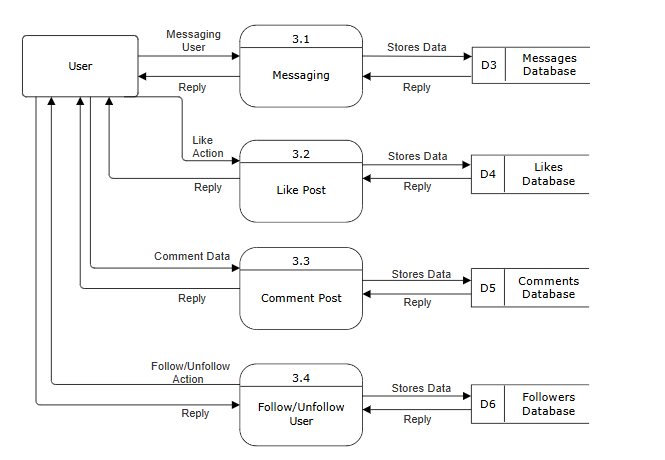 Messaging
User
3.1
Stores Data
User
Messaging
D3
Messages
Database
Reply
Reply
Like
Action
3.2
Stores Data
Reply
Like Post
D4
Likes
Database
Reply
Comment Data
3.3
Stores Data
Reply
Comment Post
D5
Comments
Database
Reply
Follow/Unfollow
Action
3.4
Stores Data
Reply
Follow/Unfollow
User
D6
Followers
Database
Reply